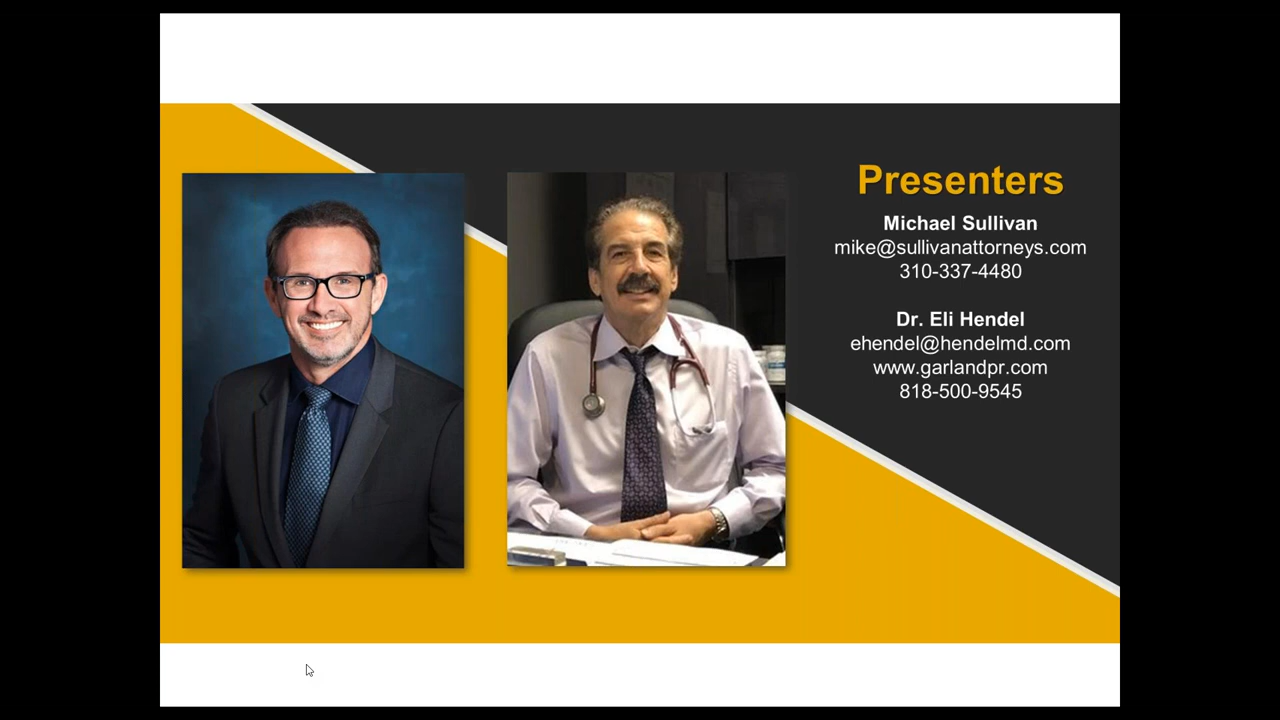 Presenters
Michael Sullivan
mike@sullivanattorneys.com
310-337-4480
Dr. Eli Hendel
ehendel@hendelmd.com
www.garlandpr.com
818-500-9545